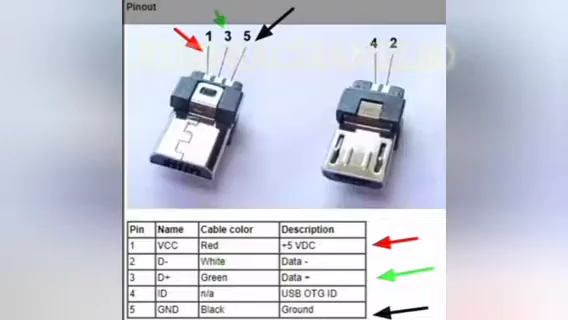 Pinout
1 3 5
4 2
Pin Name Cable color Description
1 VCC Red +5 VDC
2 D- White Data -
3 D+ Green Data +
4 ID n/a USB OTG ID
5 GND Black Ground